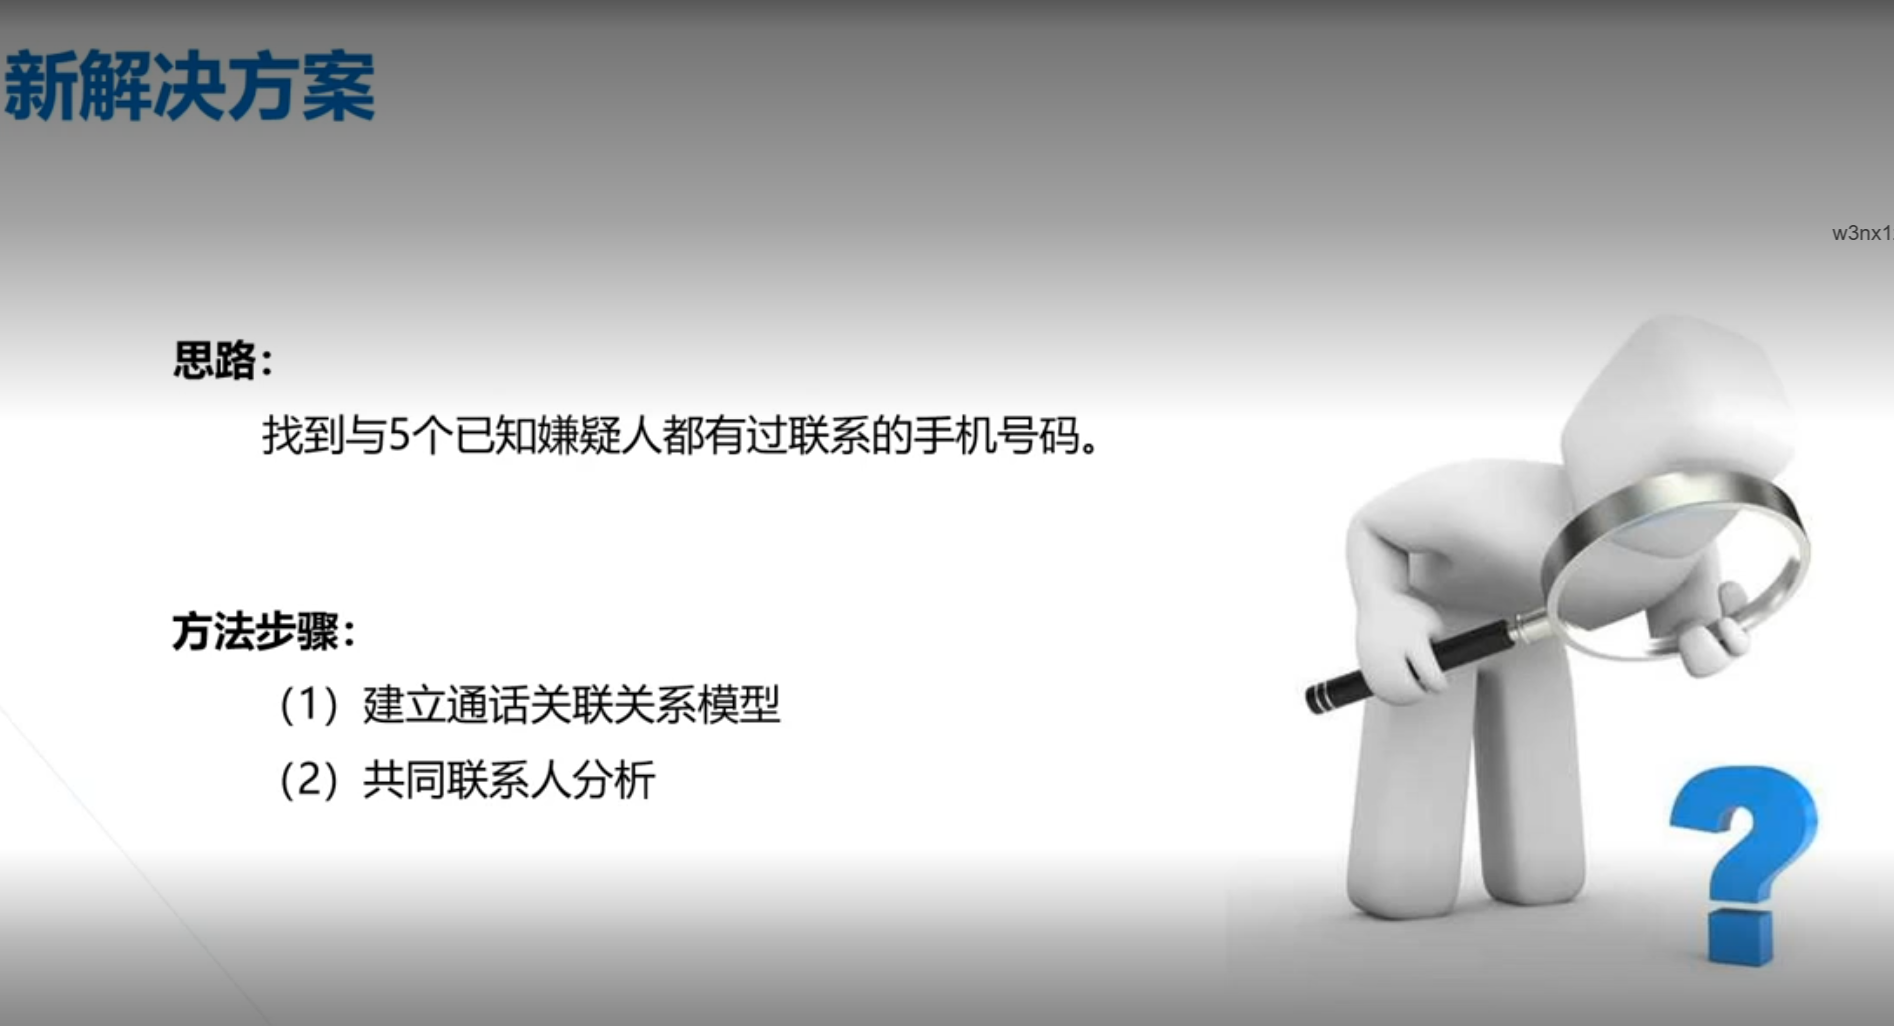 新解决方案
w3nx1
思路：
找到与5个已知嫌疑人都有过联系的手机号码。
方法步骤：
（1）建立通话关联关系模型
（2）共同联系人分析